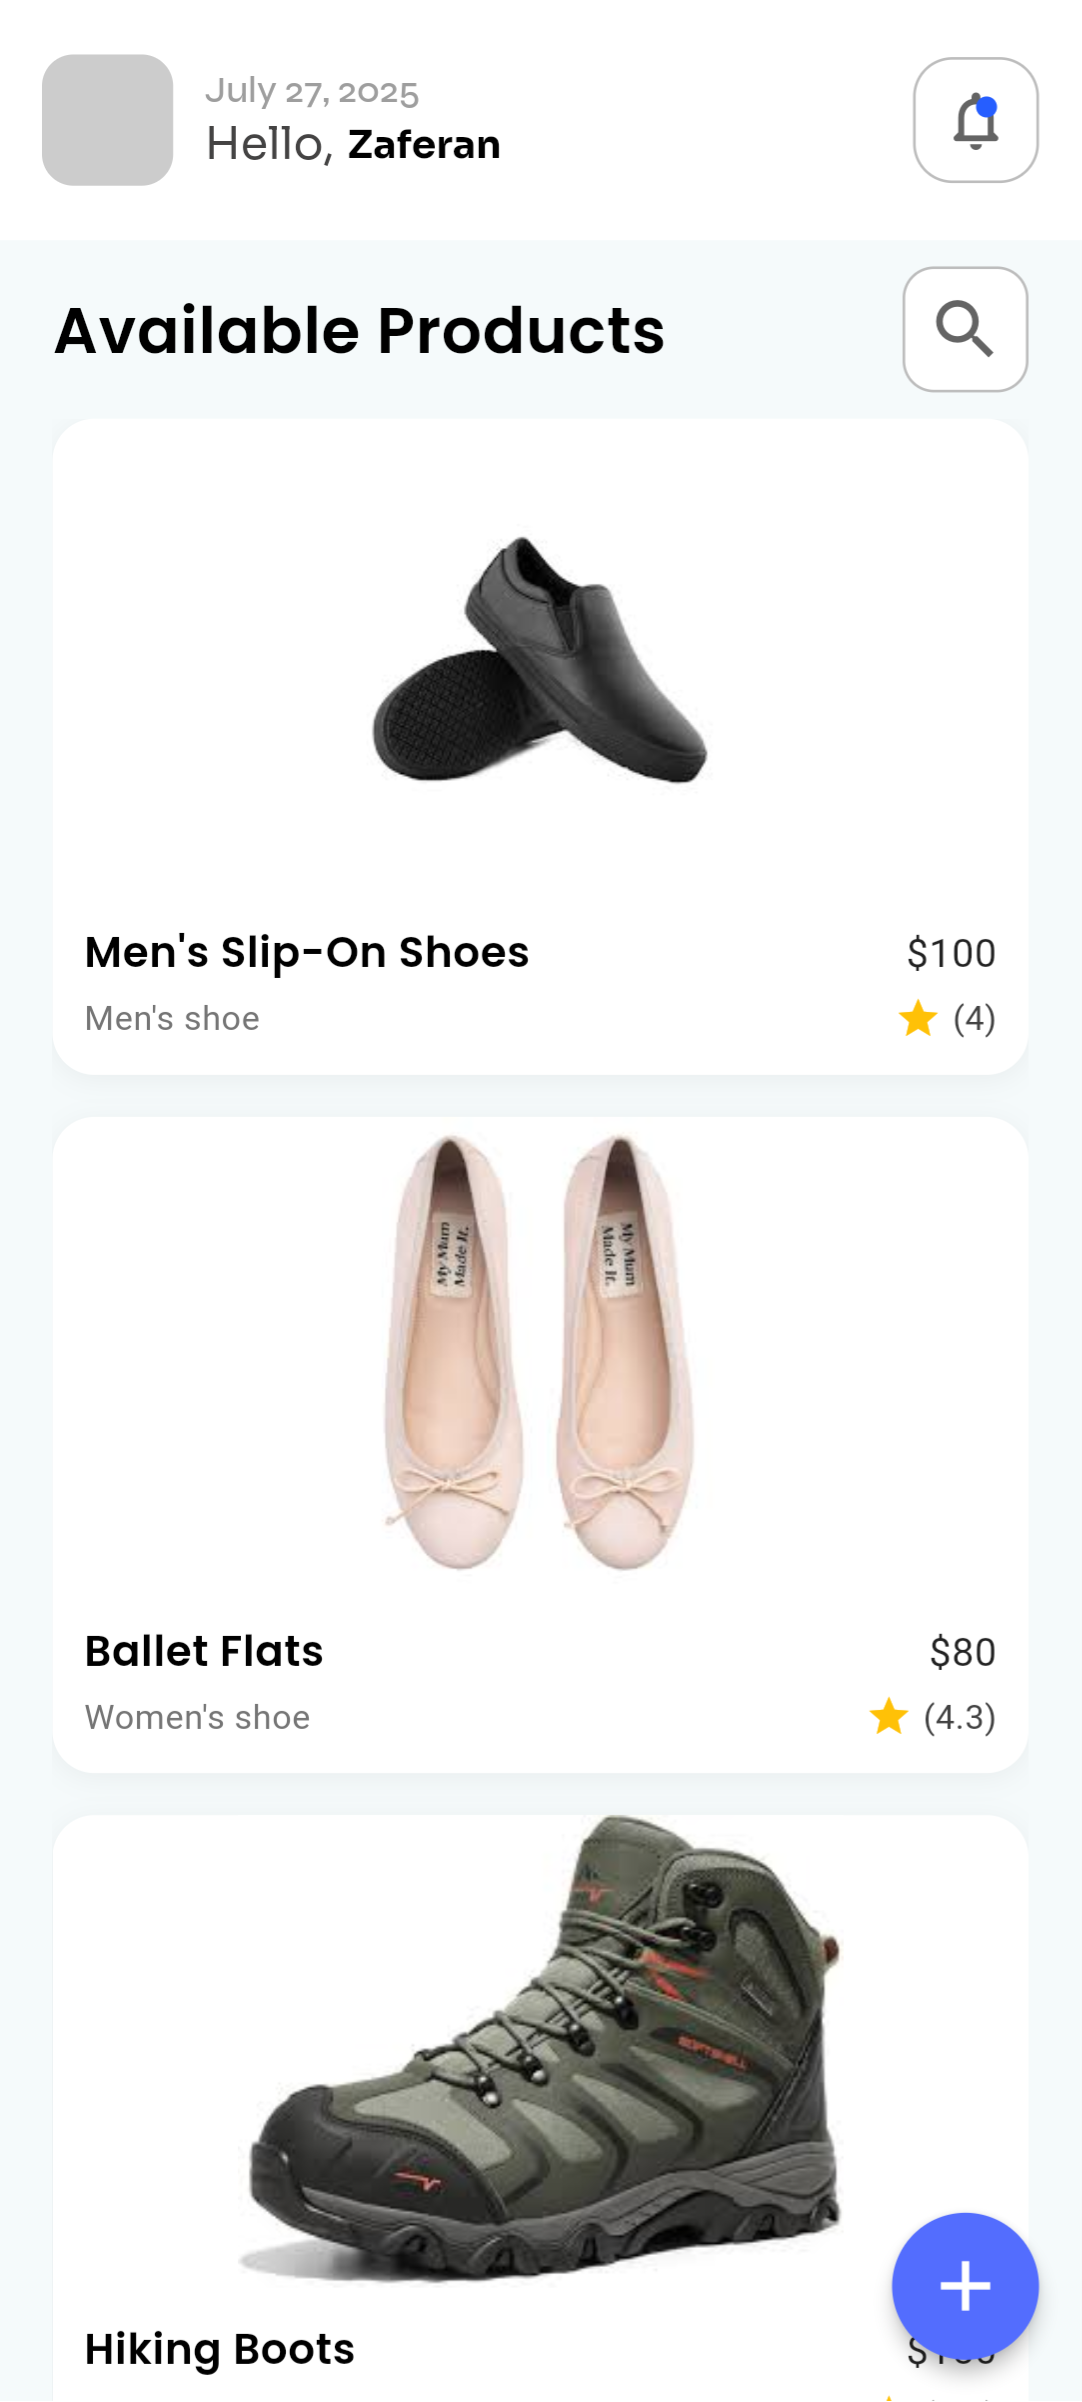 July 27, 2025
Hello, Zaferan
Available Products
Men's Slip-On Shoes
$100
Men's shoe
(4)
My Mum
Made It.
My Mum
Made It.
Ballet Flats
$80
Women's shoe
(4.3)
SOFTSHELL
Hiking Boots